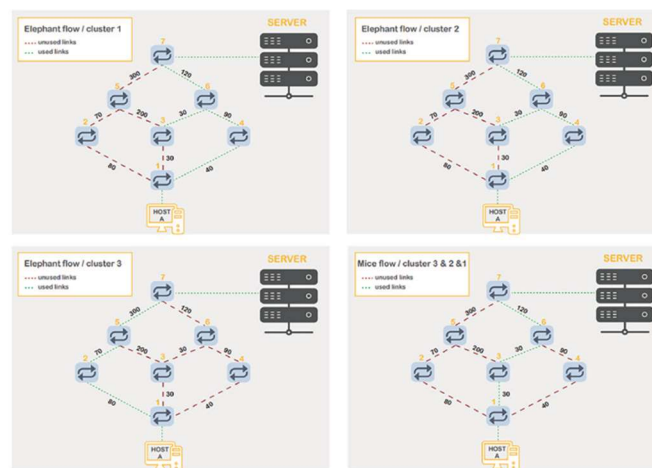 Elephant flow / cluster 1
unused links
used links
SERVER
7
300
120
5
6
70
200
30
90
2
3
4
80
30
40
1
HOST
A
Elephant flow / cluster 2
unused links
used links
SERVER
7
300
120
5
6
70
200
30
90
2
3
4
80
30
40
1
HOST
A
Elephant flow / cluster 3
unused links
used links
SERVER
7
300
120
5
6
70
200
30
90
2
3
4
80
30
40
1
HOST
A
Mice flow / cluster 3 & 2 &1
unused links
used links
SERVER
7
300
120
5
6
70
200
30
90
2
3
4
80
30
40
1
HOST
A